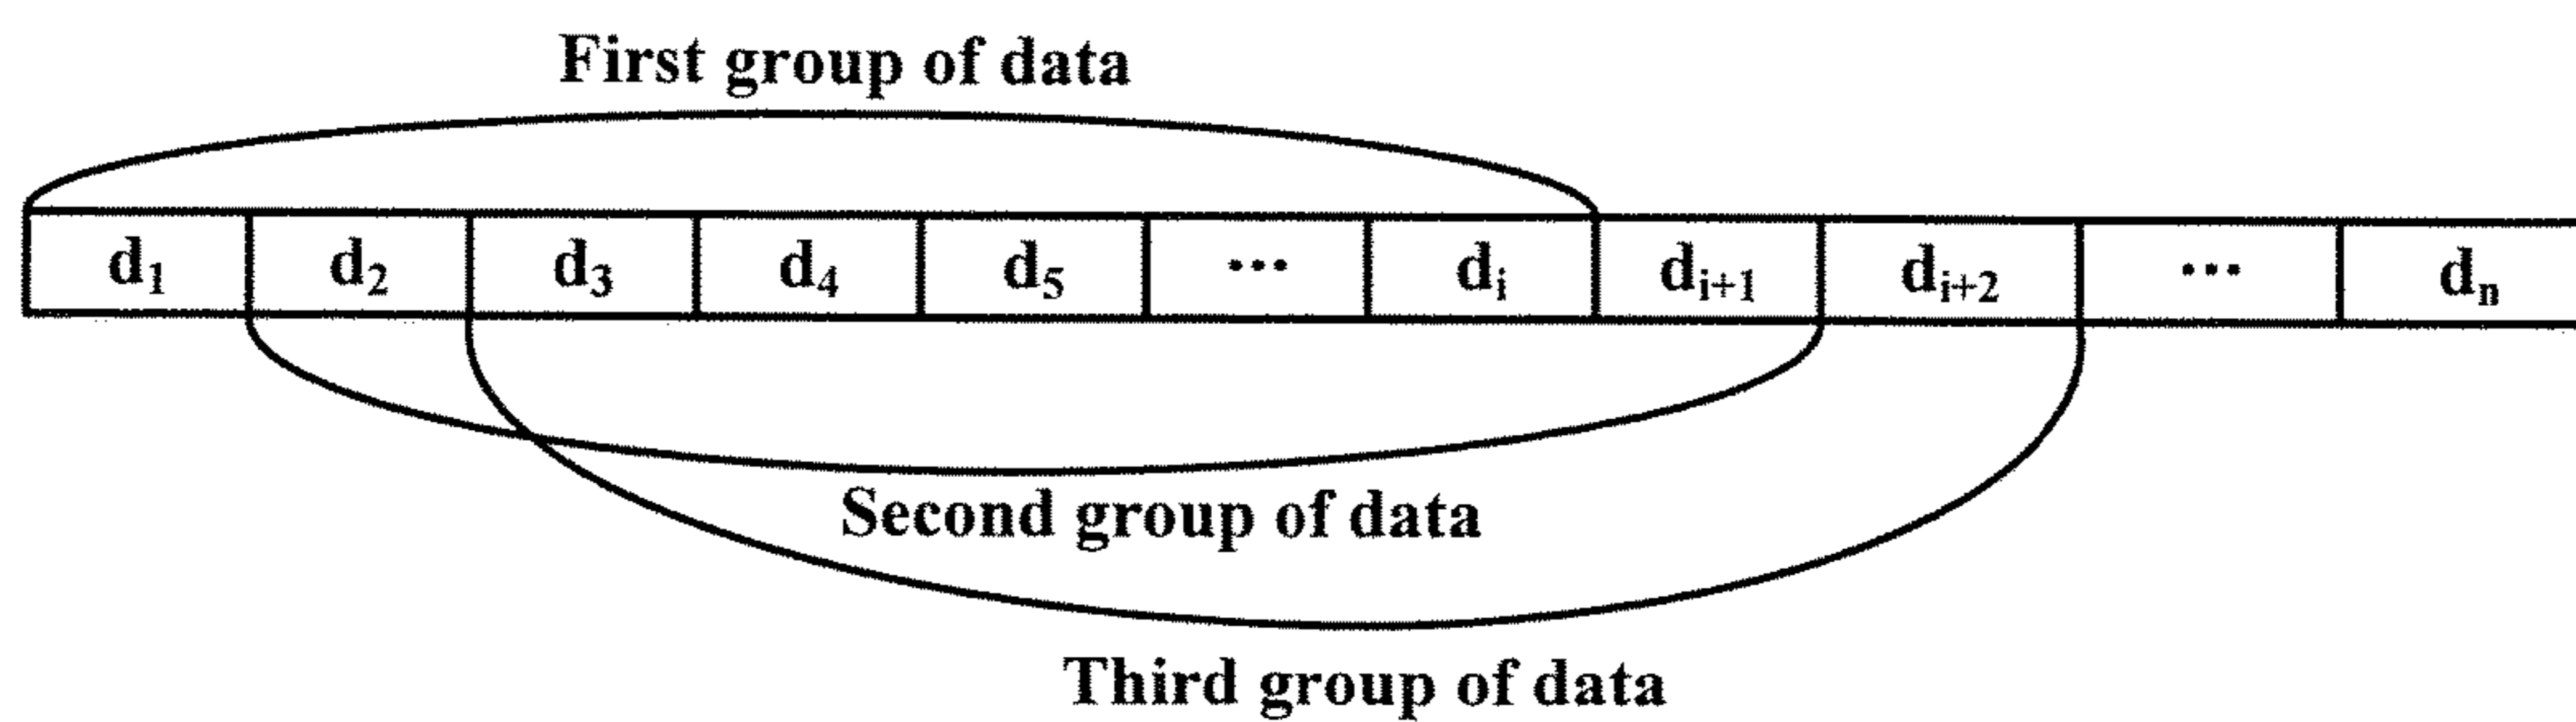 First group of data
d₁ d₂ d₃ d₄ d₅ ... dᵢ dᵢ₊₁ dᵢ₊₂ ... dₙ
Second group of data
Third group of data